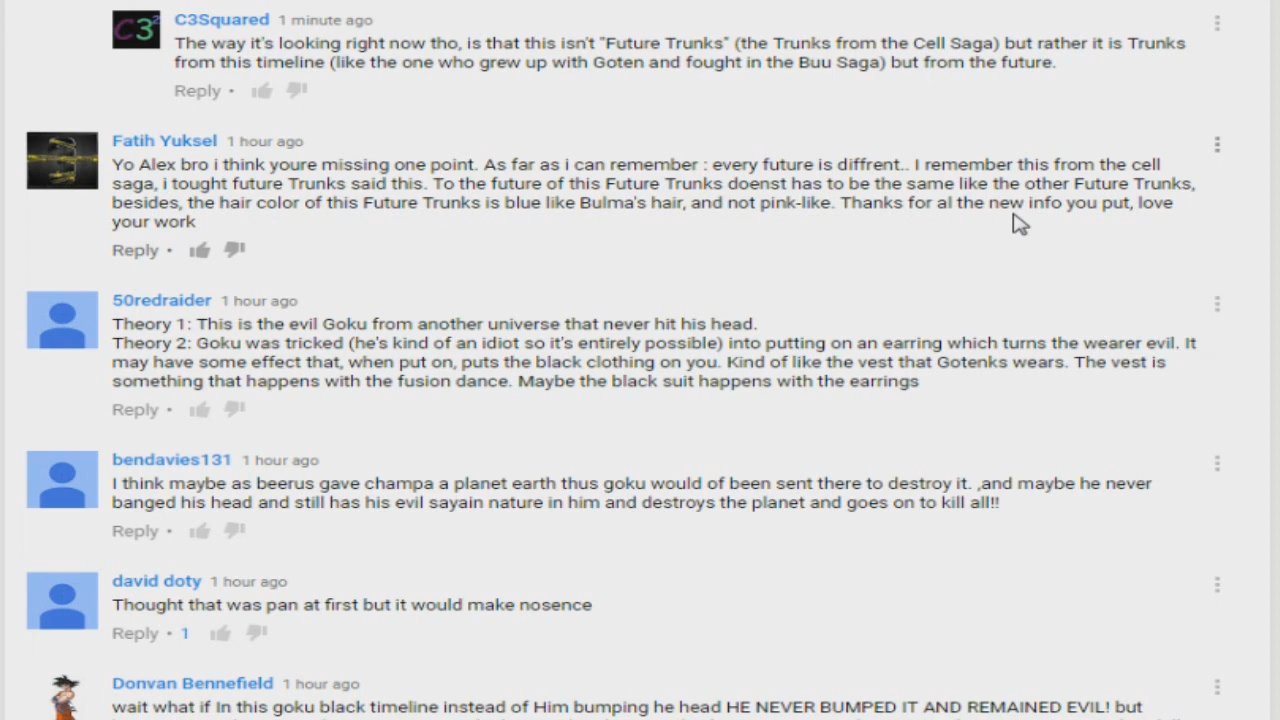 C3²
C3Squared 1 minute ago
The way it's looking right now tho, is that this isn't "Future Trunks" (the Trunks from the Cell Saga) but rather it is Trunks
from this timeline (like the one who grew up with Goten and fought in the Buu Saga) but from the future.
Reply •
Fatih Yuksel 1 hour ago
Yo Alex bro i think youre missing one point. As far as i can remember : every future is diffrent.. I remember this from the cell
saga, i tought future Trunks said this. To the future of this Future Trunks doenst has to be the same like the other Future Trunks,
besides, the hair color of this Future Trunks is blue like Bulma's hair, and not pink-like. Thanks for al the new info you put, love
your work
Reply •
50redraider 1 hour ago
Theory 1: This is the evil Goku from another universe that never hit his head.
Theory 2: Goku was tricked (he's kind of an idiot so it's entirely possible) into putting on an earring which turns the wearer evil. It
may have some effect that, when put on, puts the black clothing on you. Kind of like the vest that Gotenks wears. The vest is
something that happens with the fusion dance. Maybe the black suit happens with the earrings
Reply •
bendavies131 1 hour ago
I think maybe as beerus gave champa a planet earth thus goku would of been sent there to destroy it. ,and maybe he never
banged his head and still has his evil sayain nature in him and destroys the planet and goes on to kill all!!
Reply •
david doty 1 hour ago
Thought that was pan at first but it would make nosence
Reply • 1
Donvan Bennefield 1 hour ago
wait what if In this goku black timeline instead of Him bumping he head HE NEVER BUMPED IT AND REMAINED EVIL! but